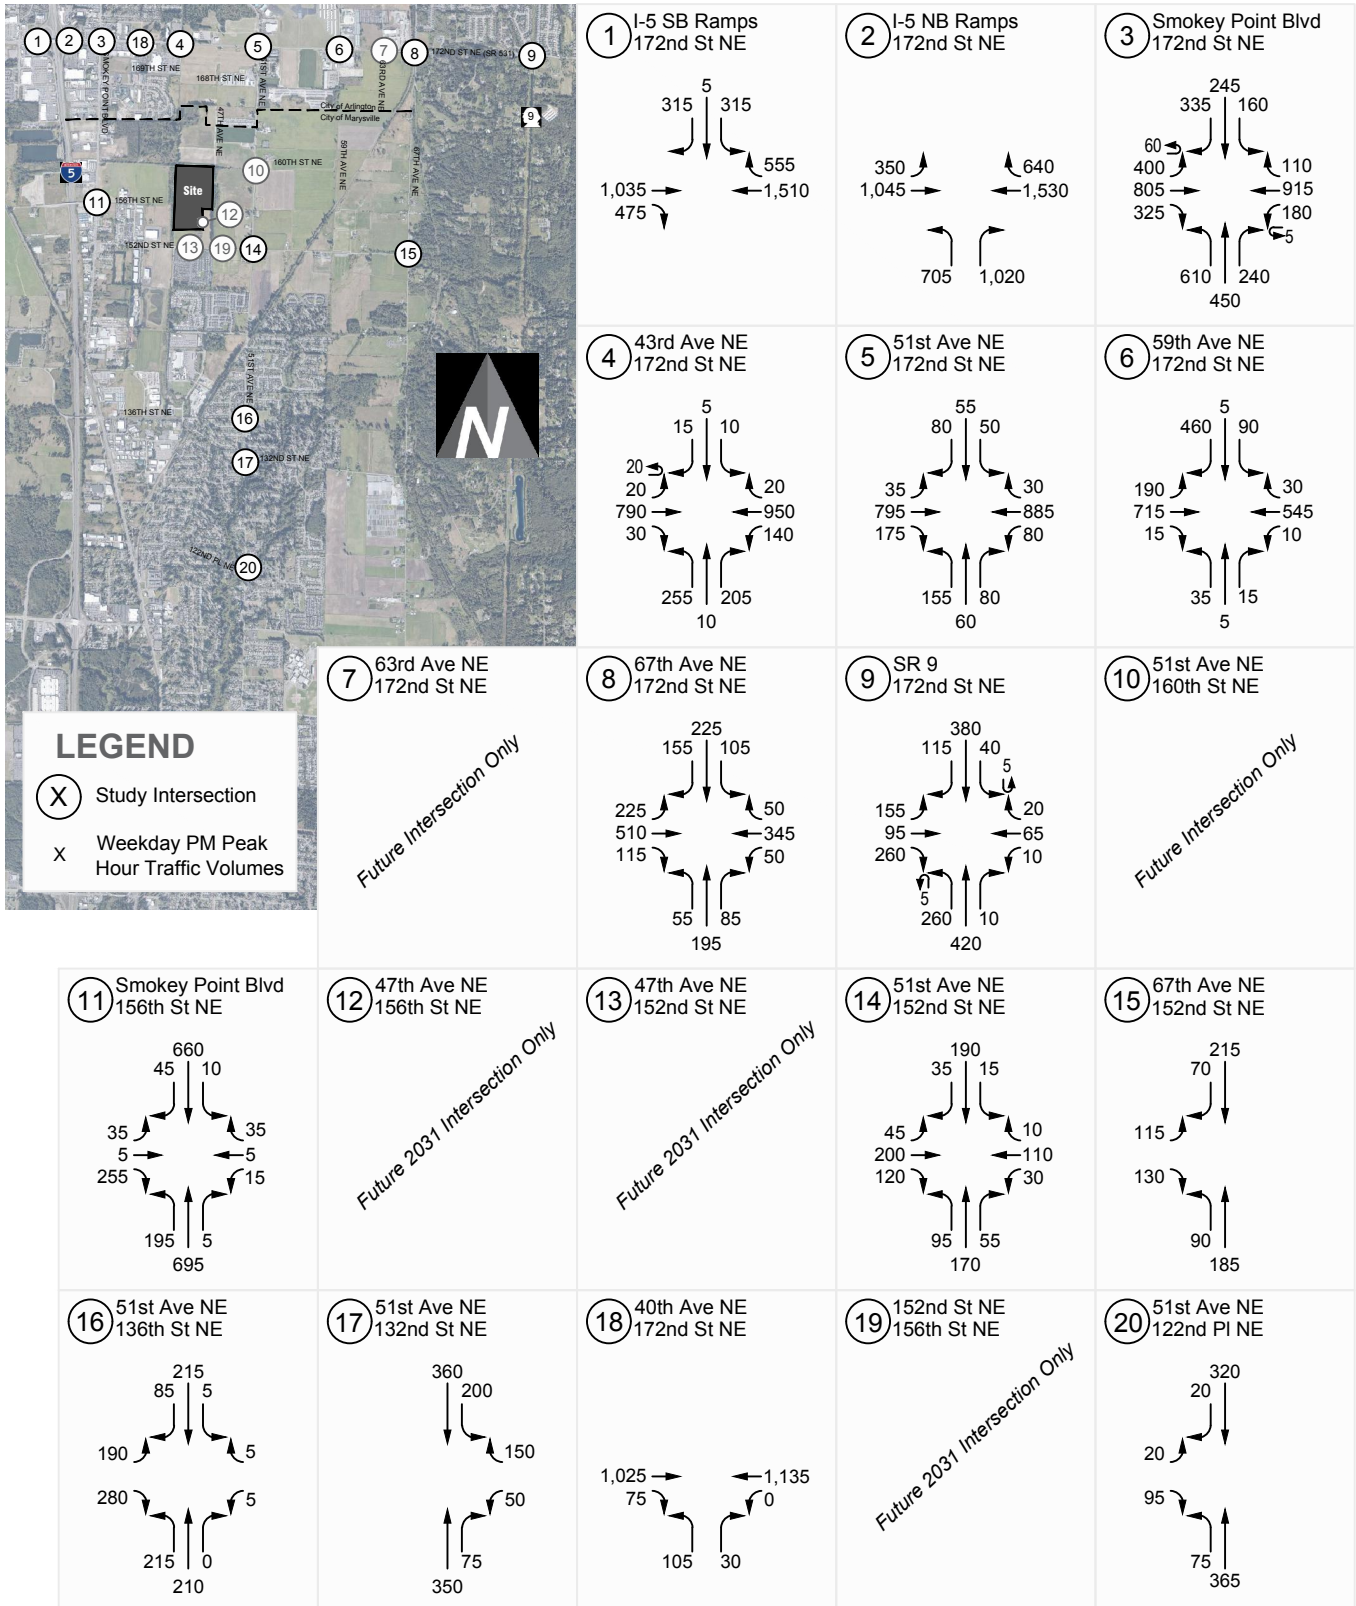 1
2
3
18
4
5
6
7
8
172ND ST NE (SR 531)
9
SMOKEY POINT BLVD
169TH ST NE
168TH ST NE
51ST AVE NE
63RD AVE NE
47TH AVE NE
City of Arlington
City of Marysville
9
59TH AVE NE
67TH AVE NE
5
10
160TH ST NE
Site
11
156TH ST NE
12
152ND ST NE
13
19
14
15
N
51ST AVE NE
136TH ST NE
16
17
132ND ST NE
122ND PL NE
20
LEGEND
X Study Intersection
X Weekday PM Peak
Hour Traffic Volumes
1 I-5 SB Ramps
172nd St NE
5
315 315
555
1,035 1,510
475
2 I-5 NB Ramps
172nd St NE
350 640
1,045 1,530
705 1,020
3 Smokey Point Blvd
172nd St NE
245
335 160
60
400 110
805 915
325 180
5
610 240
450
4 43rd Ave NE
172nd St NE
5
15 10
20
20 20
790 950
30 140
255 205
10
5 51st Ave NE
172nd St NE
55
80 50
35 30
795 885
175 80
155 80
60
6 59th Ave NE
172nd St NE
5
460 90
190 30
715 545
15 10
35 15
5
7 63rd Ave NE
172nd St NE
Future Intersection Only
8 67th Ave NE
172nd St NE
225
155 105
225 50
510 345
115 50
55 85
195
9 SR 9
172nd St NE
380
115 40
5
155 20
95 65
260 10
5
260 10
420
10 51st Ave NE
160th St NE
Future Intersection Only
11 Smokey Point Blvd
156th St NE
660
45 10
35 35
5 5
255 15
195 5
695
12 47th Ave NE
156th St NE
Future 2031 Intersection Only
13 47th Ave NE
152nd St NE
Future 2031 Intersection Only
14 51st Ave NE
152nd St NE
190
35 15
45 10
200 110
120 30
95 55
170
15 67th Ave NE
152nd St NE
215
70
115
130
90
185
16 51st Ave NE
136th St NE
215
85 5
190 5
280 5
215 0
210
17 51st Ave NE
132nd St NE
360
200
150
50
75
350
18 40th Ave NE
172nd St NE
1,025 1,135
75 0
105 30
19 152nd St NE
156th St NE
Future 2031 Intersection Only
20 51st Ave NE
122nd Pl NE
320
20
20
95
75
365